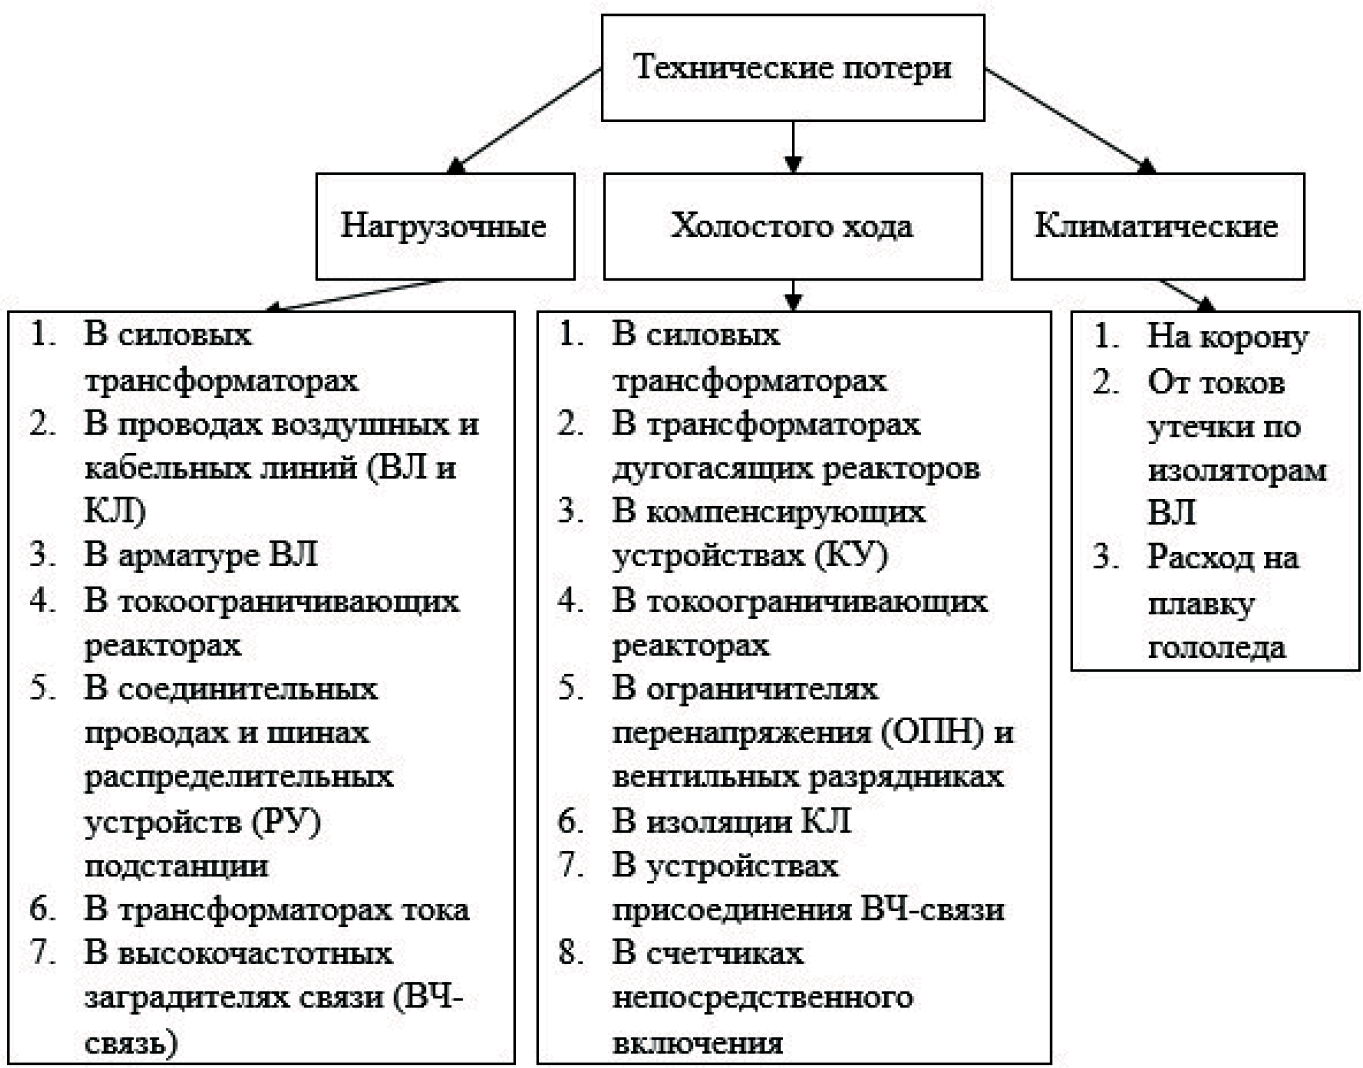 Технические потери
Нагрузочные
Холостого хода
Климатические
1. В силовых
трансформаторах
2. В проводах воздушных и
кабельных линий (ВЛ и
КЛ)
3. В арматуре ВЛ
4. В токоограничивающих
реакторах
5. В соединительных
проводах и шинах
распределительных
устройств (РУ)
подстанции
6. В трансформаторах тока
7. В высокочастотных
заградителях связи (ВЧ-
связь)
1. В силовых
трансформаторах
2. В трансформаторах
дугогасящих реакторов
3. В компенсирующих
устройствах (КУ)
4. В токоограничивающих
реакторах
5. В ограничителях
перенапряжения (ОПН) и
вентильных разрядниках
6. В изоляции КЛ
7. В устройствах
присоединения ВЧ-связи
8. В счетчиках
непосредственного
включения
1. На корону
2. От токов
утечки по
изоляторам
ВЛ
3. Расход на
плавку
гололеда